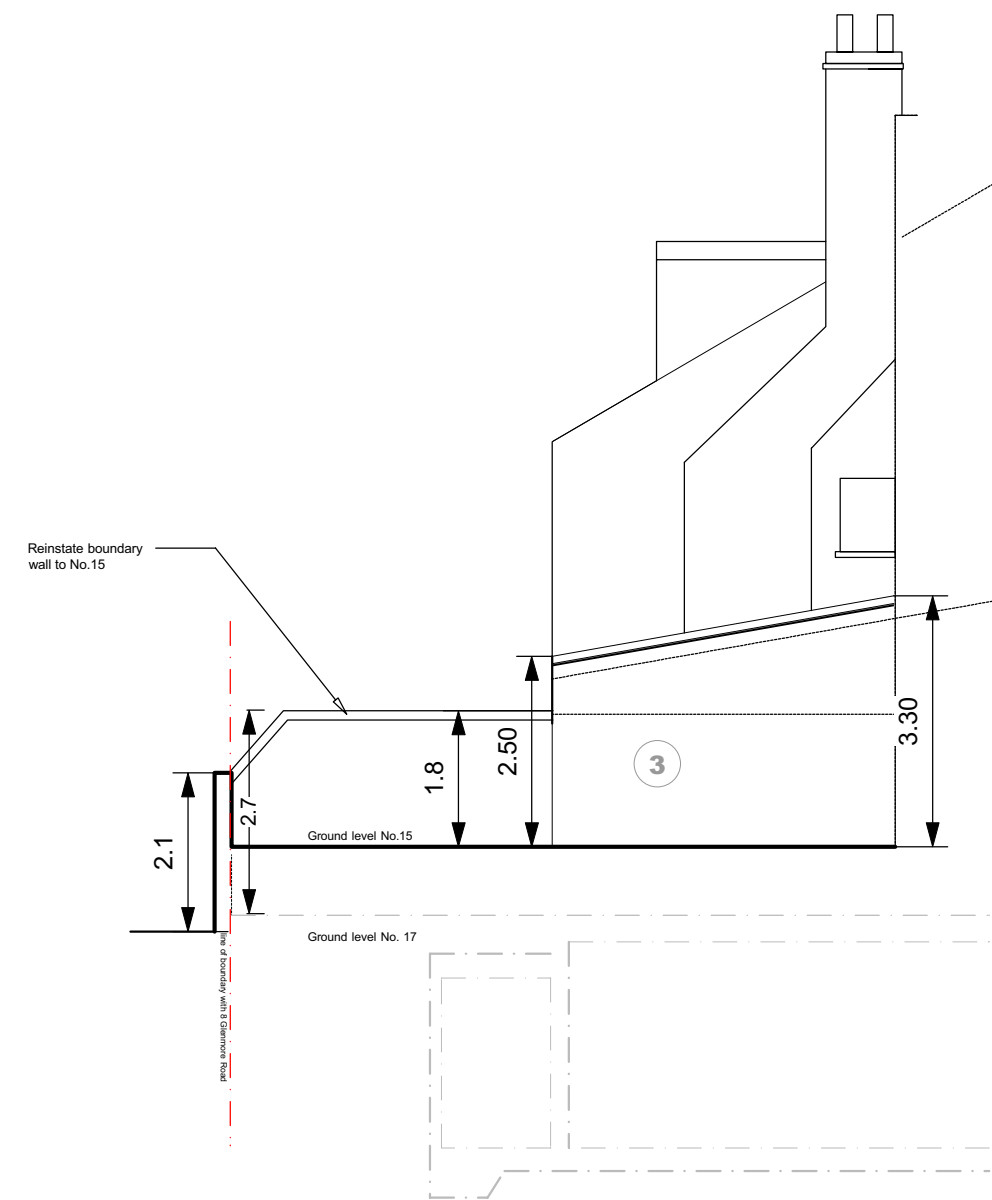 Reinstate boundary
wall to No.15
3.30
2.50
3
1.8
2.7
2.1
Ground level No.15
Ground level No. 17
line of boundary with 8 Glenmore Road